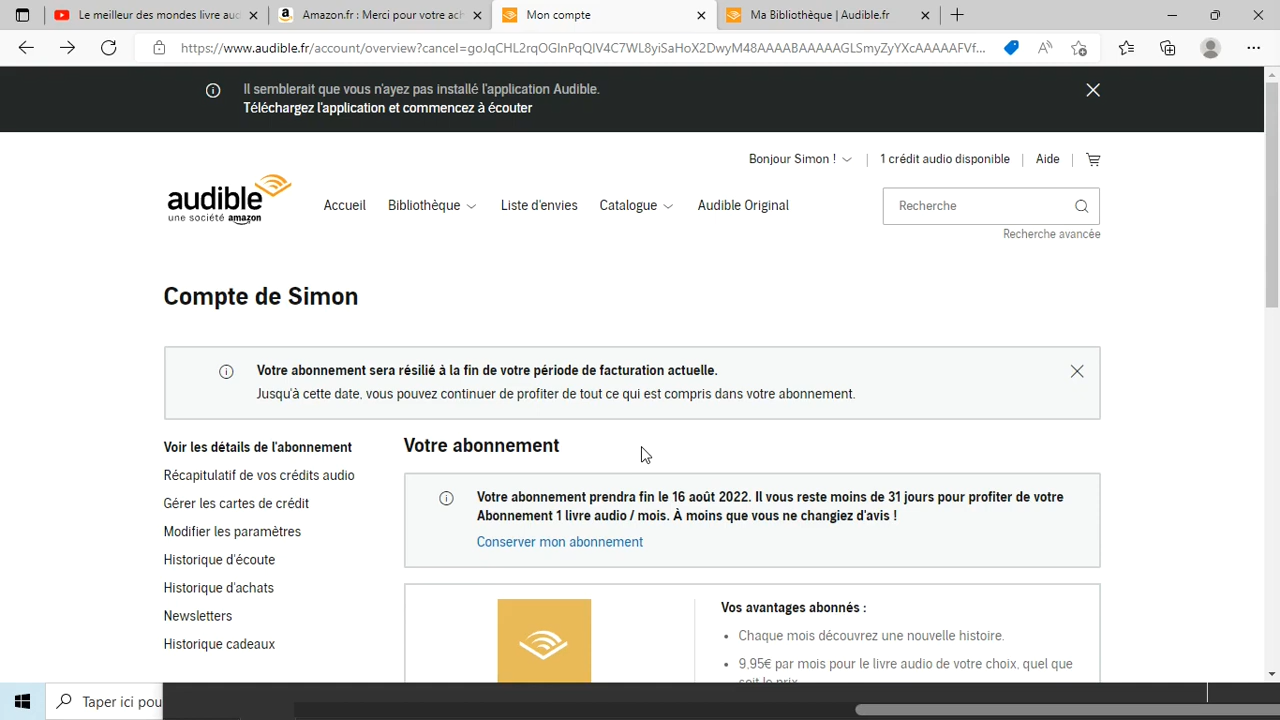 Le meilleur des mondes livre au
Amazon.fr : Merci pour votre ach
Mon compte
Ma Bibliothèque | Audible.fr
https://www.audible.fr/account/overview?cancel=goJqCHL2rqOGlnPqQIV4C7WL8yiSaHoX2DwyM48AAAABAAAAAGLSmyZyYXcAAAAAFVf...
Il semblerait que vous n'ayez pas installé l'application Audible.
Téléchargez l'application et commencez à écouter
Bonjour Simon !
1 crédit audio disponible
Aide
audible
une société amazon
Accueil
Bibliothèque
Liste d'envies
Catalogue
Audible Original
Recherche
Recherche avancée
Compte de Simon
Votre abonnement sera résilié à la fin de votre période de facturation actuelle.
Jusqu'à cette date, vous pouvez continuer de profiter de tout ce qui est compris dans votre abonnement.
Voir les détails de l'abonnement
Récapitulatif de vos crédits audio
Gérer les cartes de crédit
Modifier les paramètres
Historique d'écoute
Historique d'achats
Newsletters
Historique cadeaux
Votre abonnement
Votre abonnement prendra fin le 16 août 2022. Il vous reste moins de 31 jours pour profiter de votre
Abonnement 1 livre audio / mois. À moins que vous ne changiez d'avis !
Conserver mon abonnement
Vos avantages abonnés :
• Chaque mois découvrez une nouvelle histoire.
• 9,95€ par mois pour le livre audio de votre choix, quel que
soit le prix
Taper ici pou